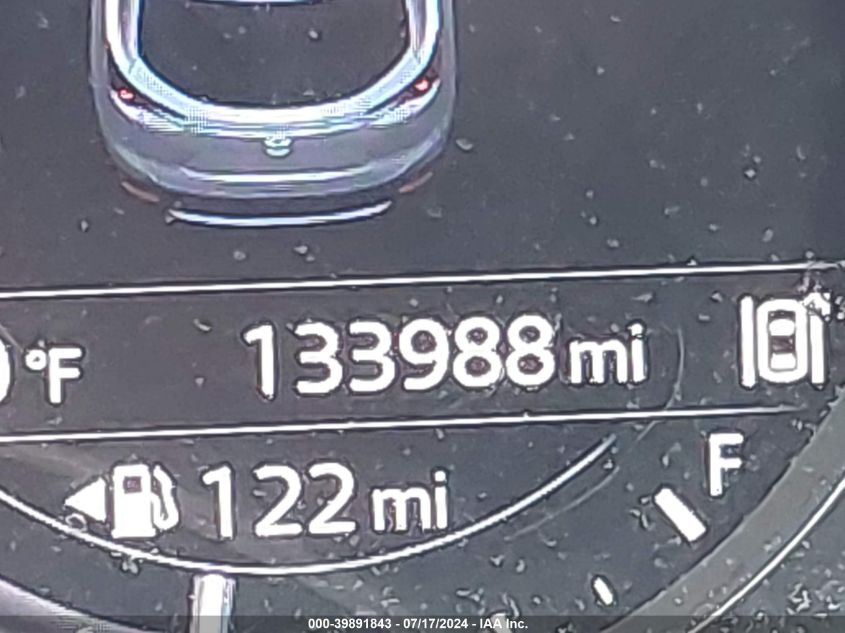 °F 133988 mi
122 mi F
000-39891843 - 07/17/2024 - IAA Inc.